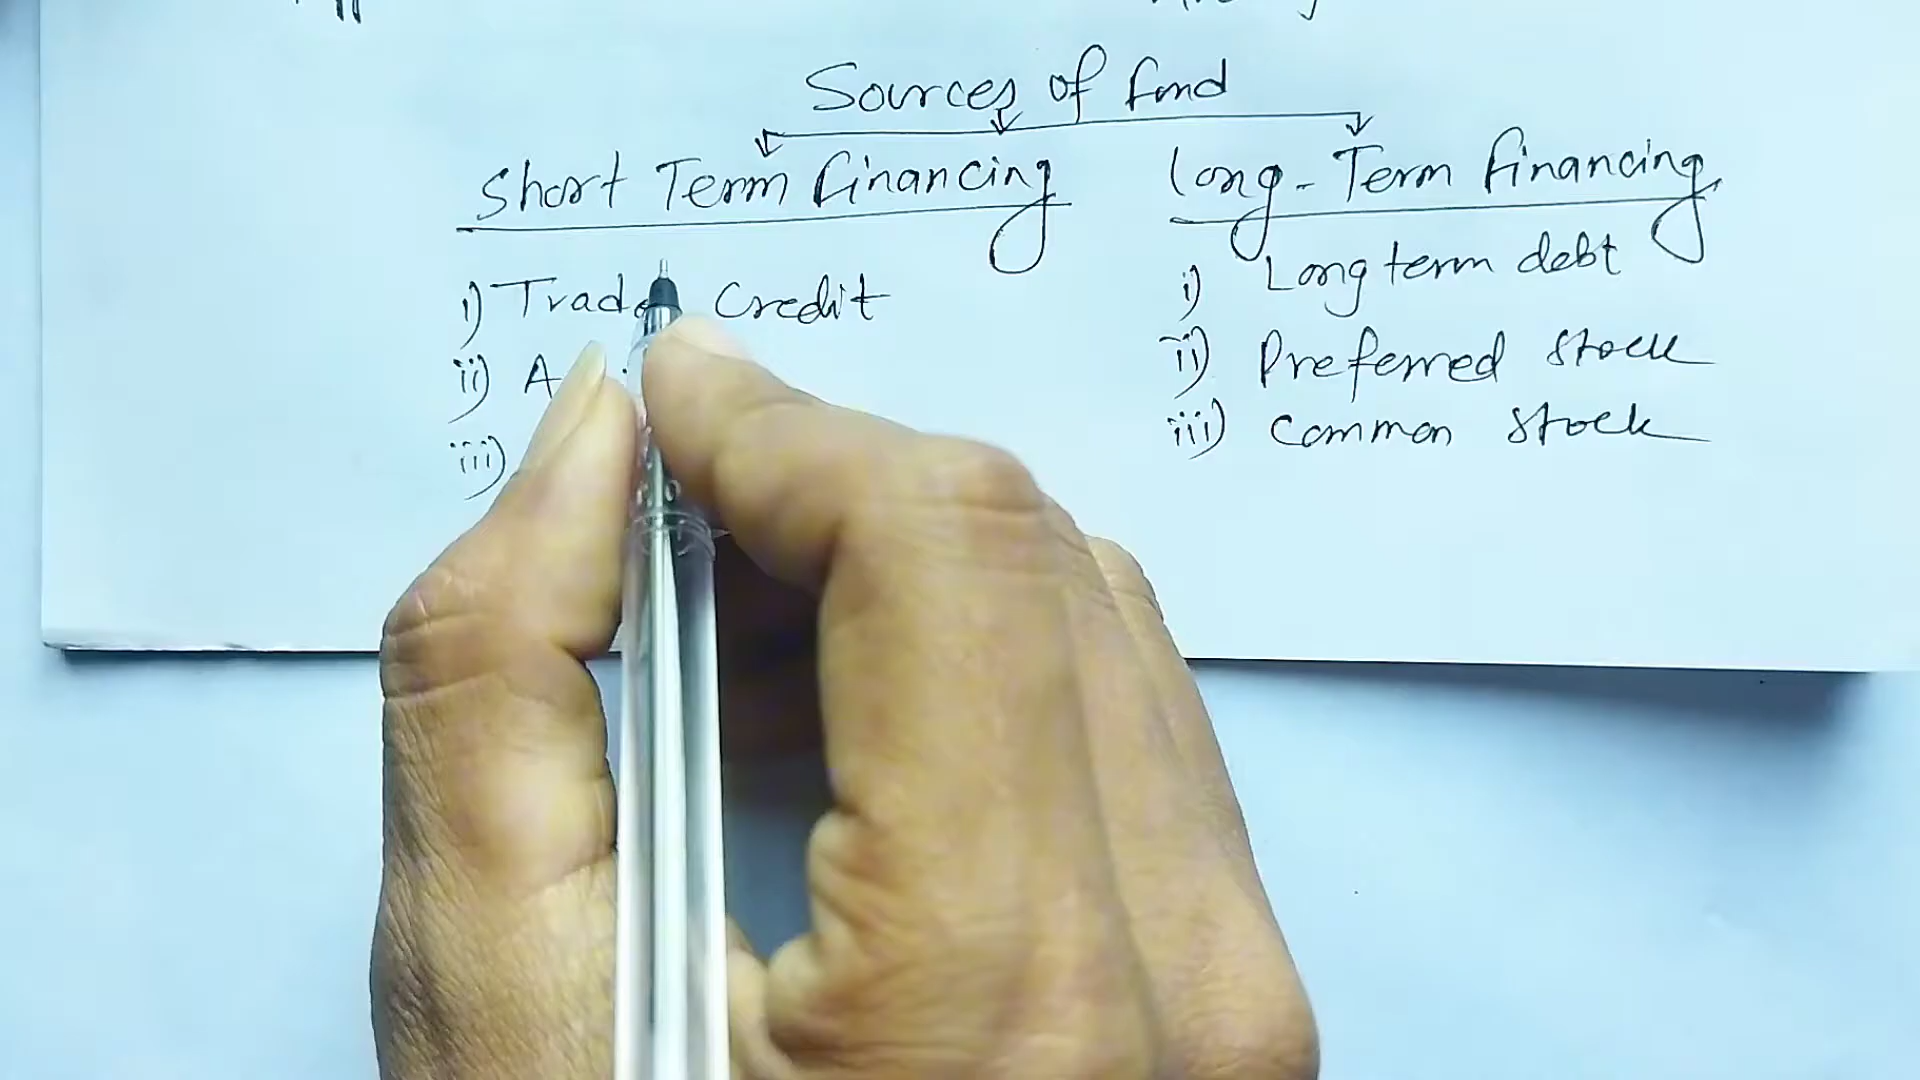 Sources of fund
Short Term Financing
Long-Term Financing
i) Trade Credit
ii) A
iii)
i) Long term debt
ii) Preferred Stock
iii) Common Stock